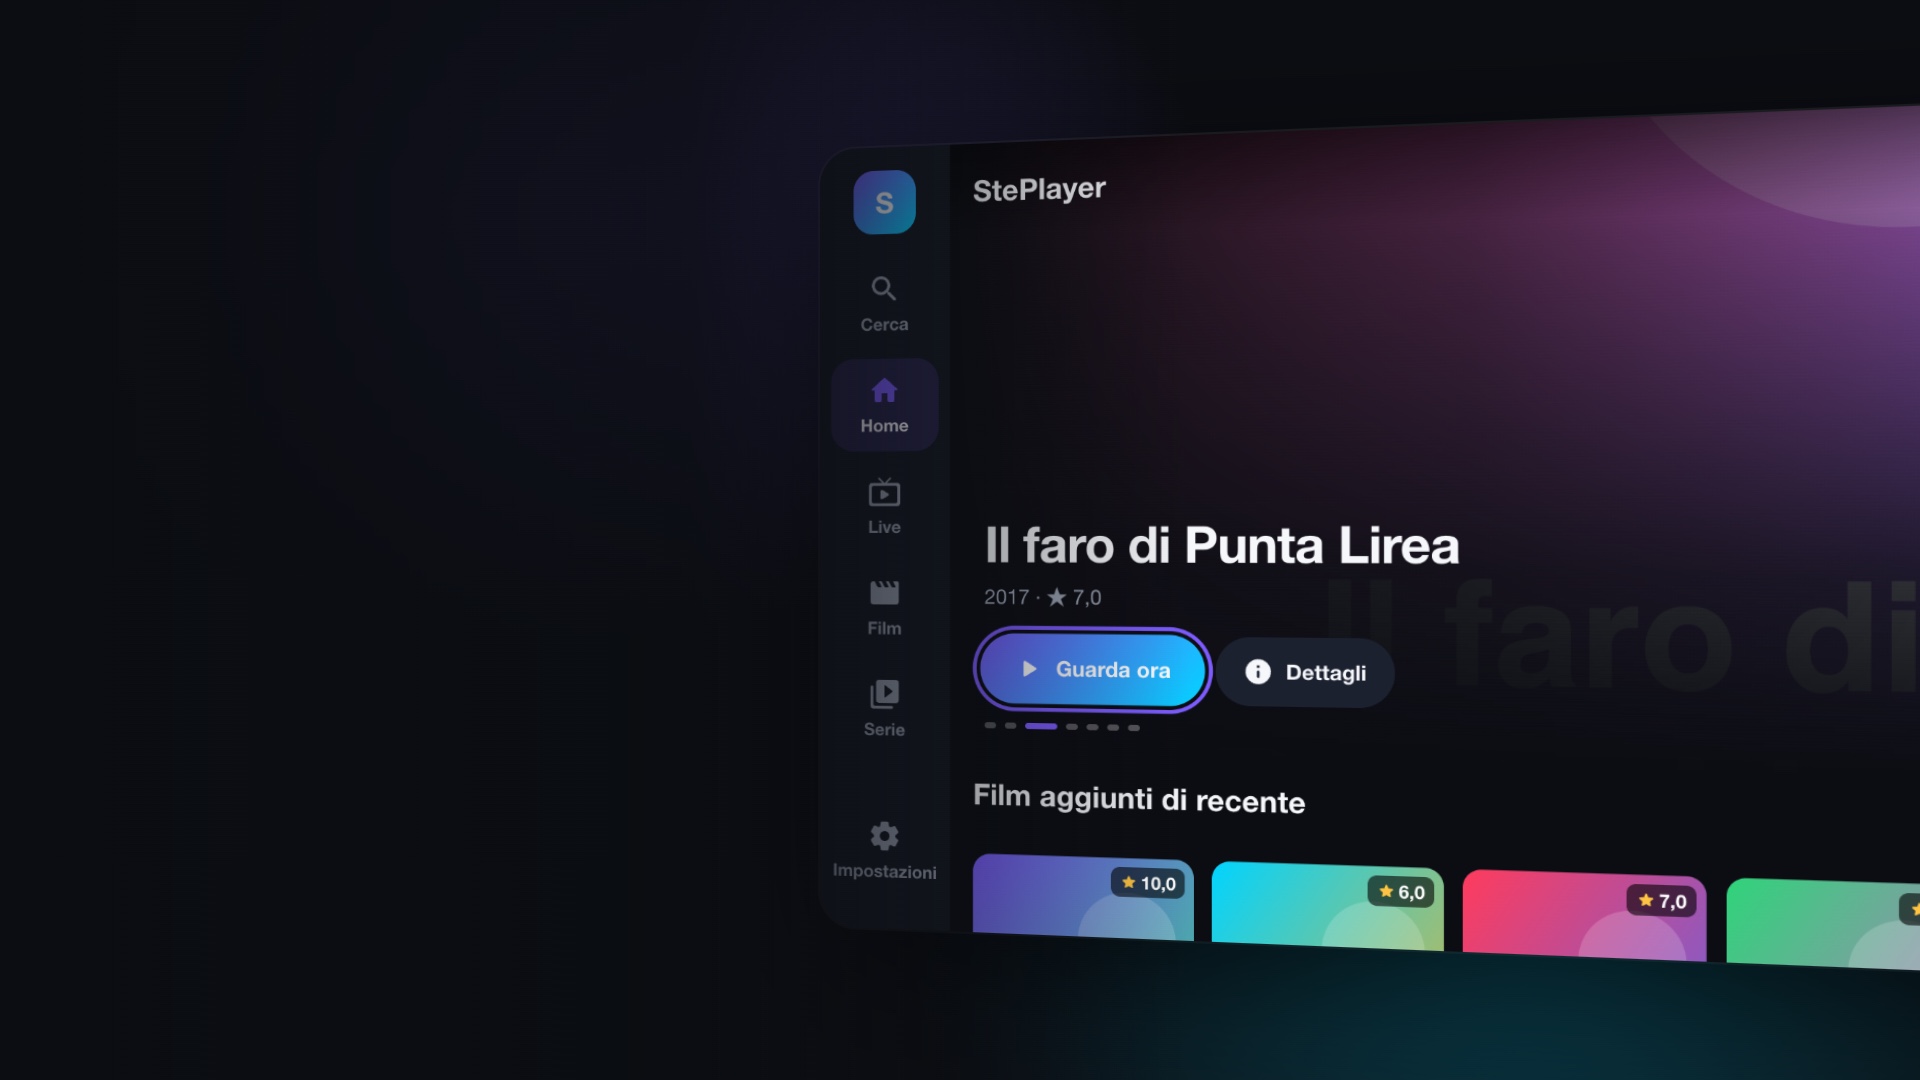 S
StePlayer
Cerca
Home
Live
Film
Serie
Impostazioni
Il faro di Punta Lirea
Il faro di
2017 · ★ 7,0
Guarda ora
Dettagli
Film aggiunti di recente
10,0
6,0
7,0